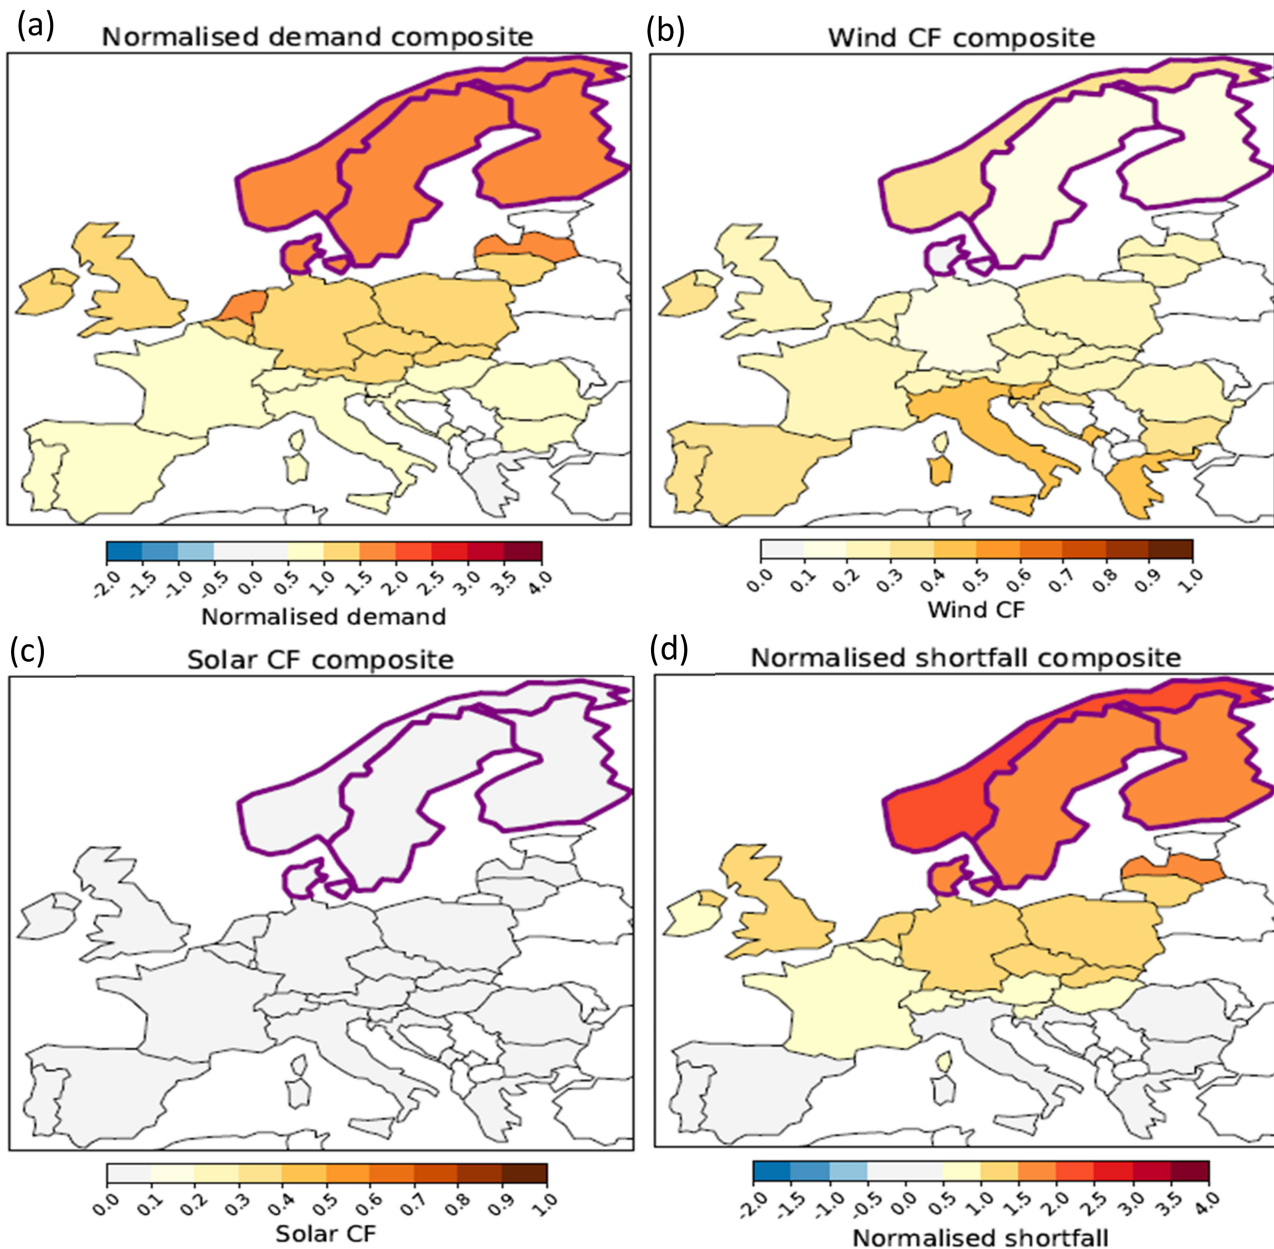 (a)
Normalised demand composite
(b)
Wind CF composite
-2.0 -1.5 -1.0 -0.5 0.0 0.5 1.0 1.5 2.0 2.5 3.0 3.5 4.0
Normalised demand
0.0 0.1 0.2 0.3 0.4 0.5 0.6 0.7 0.8 0.9 1.0
Wind CF
(c)
Solar CF composite
(d)
Normalised shortfall composite
0.0 0.1 0.2 0.3 0.4 0.5 0.6 0.7 0.8 0.9 1.0
Solar CF
-2.0 -1.5 -1.0 -0.5 0.0 0.5 1.0 1.5 2.0 2.5 3.0 3.5 4.0
Normalised shortfall